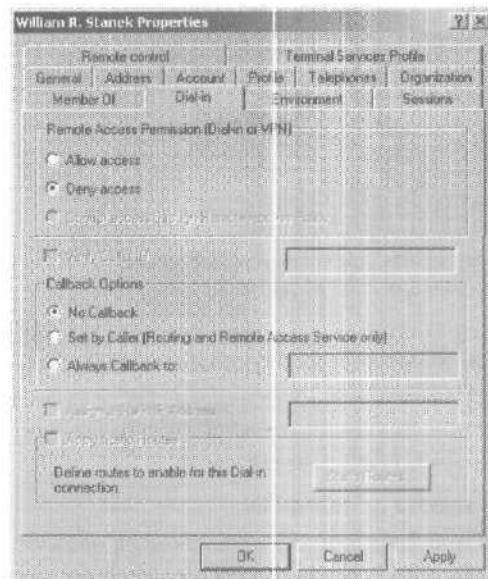 William R. Stanek Properties
Remote control Terminal Services Profile
General Address Account Profile Telephones Organization
Member Of Dial-in Environment Sessions
Remote Access Permission (Dial-in or VPN)
Allow access
Deny access
Callback Options
No Callback
Set by Caller (Routing and Remote Access Service only)
Always Callback to:
Define routes to enable for this Dial-in
connection.
OK Cancel Apply